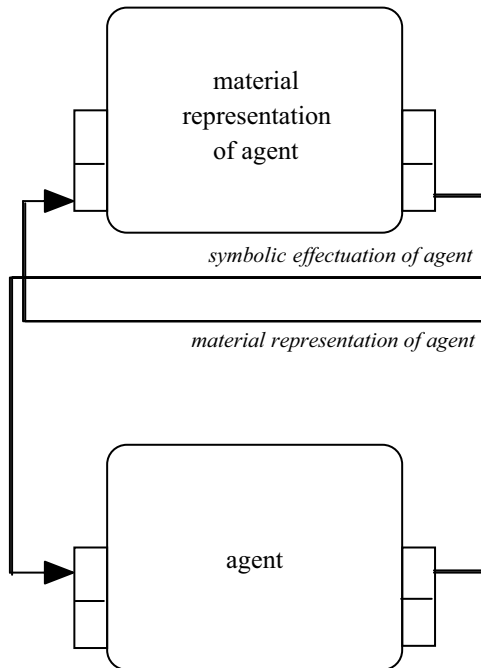 material
representation
of agent
symbolic effectuation of agent
material representation of agent
agent